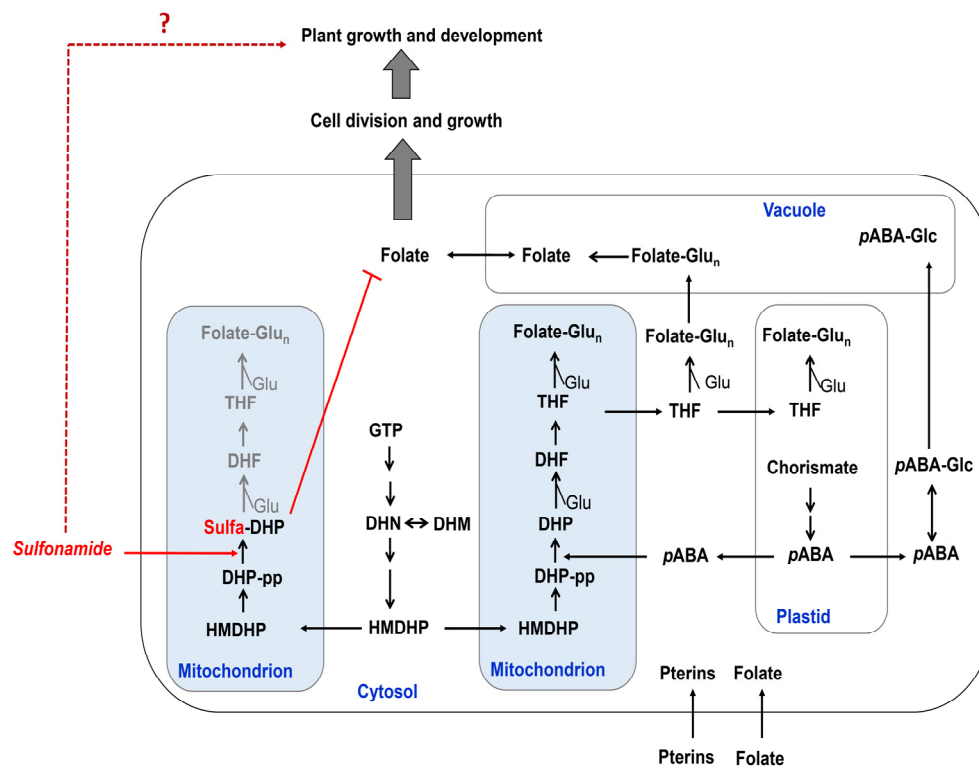 ?
Plant growth and development
Cell division and growth
Vacuole
pABA-Glc
Folate
Folate
Folate-Glun
Folate-Glun
Glu
THF
DHF
Glu
Sulfa-DHP
DHP-pp
HMDHP
Mitochondrion
Sulfonamide
GTP
DHN
DHM
HMDHP
Cytosol
Folate-Glun
Glu
THF
DHF
Glu
DHP
DHP-pp
HMDHP
Mitochondrion
Folate-Glun
Glu
THF
pABA
Folate-Glun
Glu
THF
Chorismate
pABA
Plastid
pABA-Glc
pABA
Pterins
Folate
Pterins
Folate